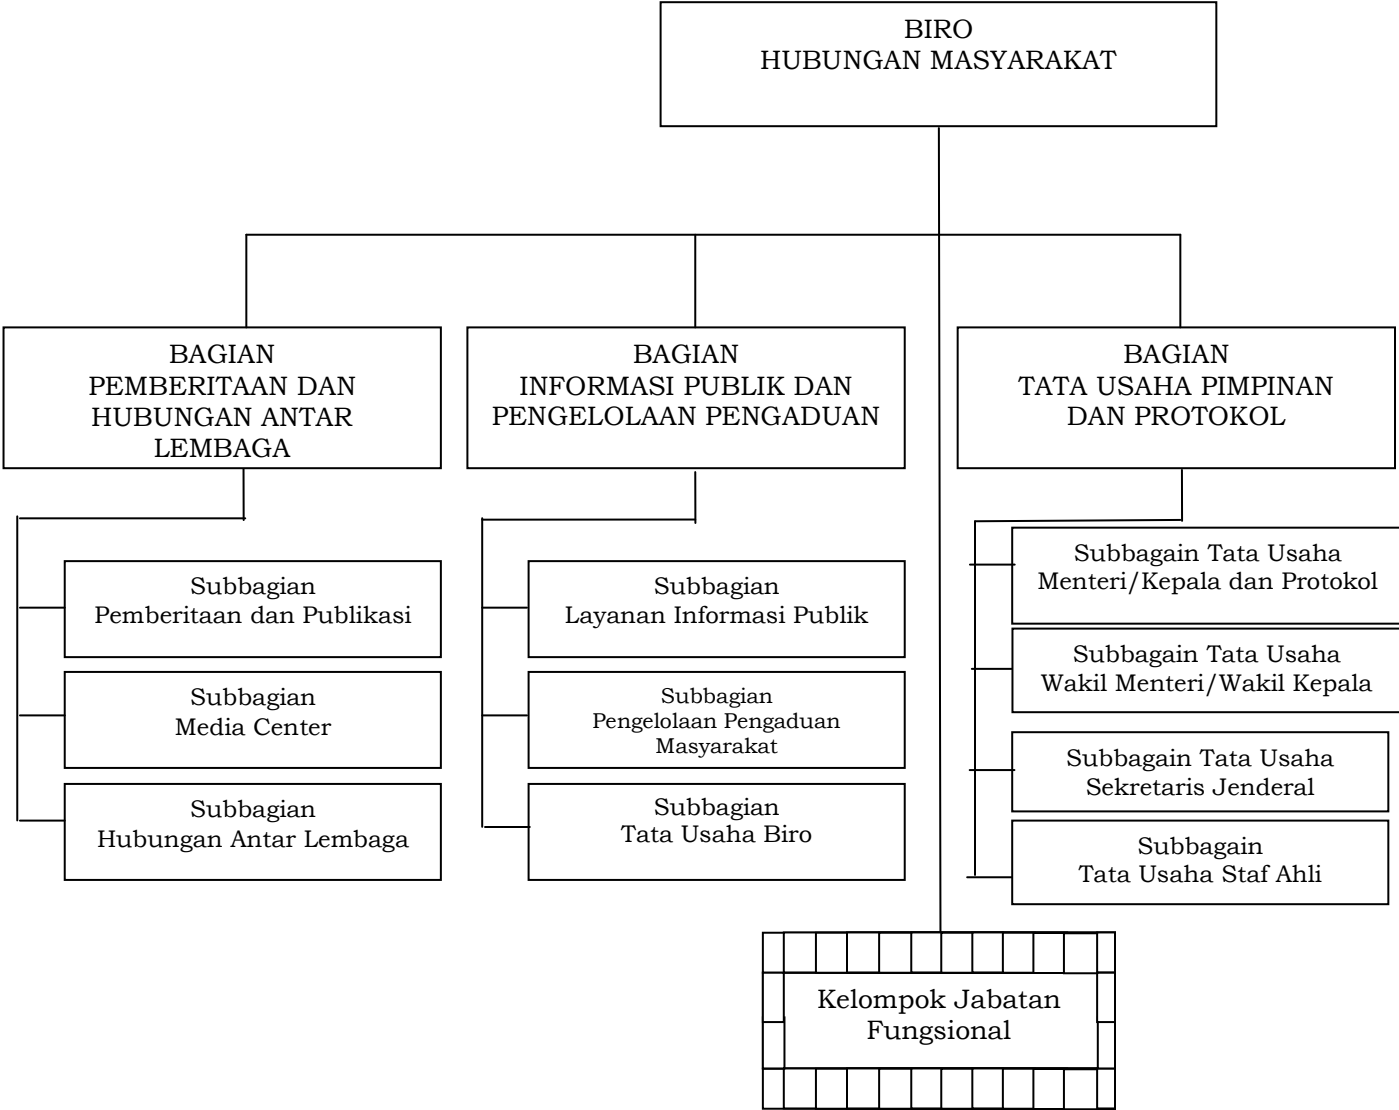 BIRO
HUBUNGAN MASYARAKAT
BAGIAN
PEMBERITAAN DAN
HUBUNGAN ANTAR
LEMBAGA
BAGIAN
INFORMASI PUBLIK DAN
PENGELOLAAN PENGADUAN
BAGIAN
TATA USAHA PIMPINAN
DAN PROTOKOL
Subbagian
Pemberitaan dan Publikasi
Subbagian
Media Center
Subbagian
Hubungan Antar Lembaga
Subbagian
Layanan Informasi Publik
Subbagian
Pengelolaan Pengaduan
Masyarakat
Subbagian
Tata Usaha Biro
Subbagain Tata Usaha
Menteri/Kepala dan Protokol
Subbagain Tata Usaha
Wakil Menteri/Wakil Kepala
Subbagain Tata Usaha
Sekretaris Jenderal
Subbagain
Tata Usaha Staf Ahli
Kelompok Jabatan
Fungsional